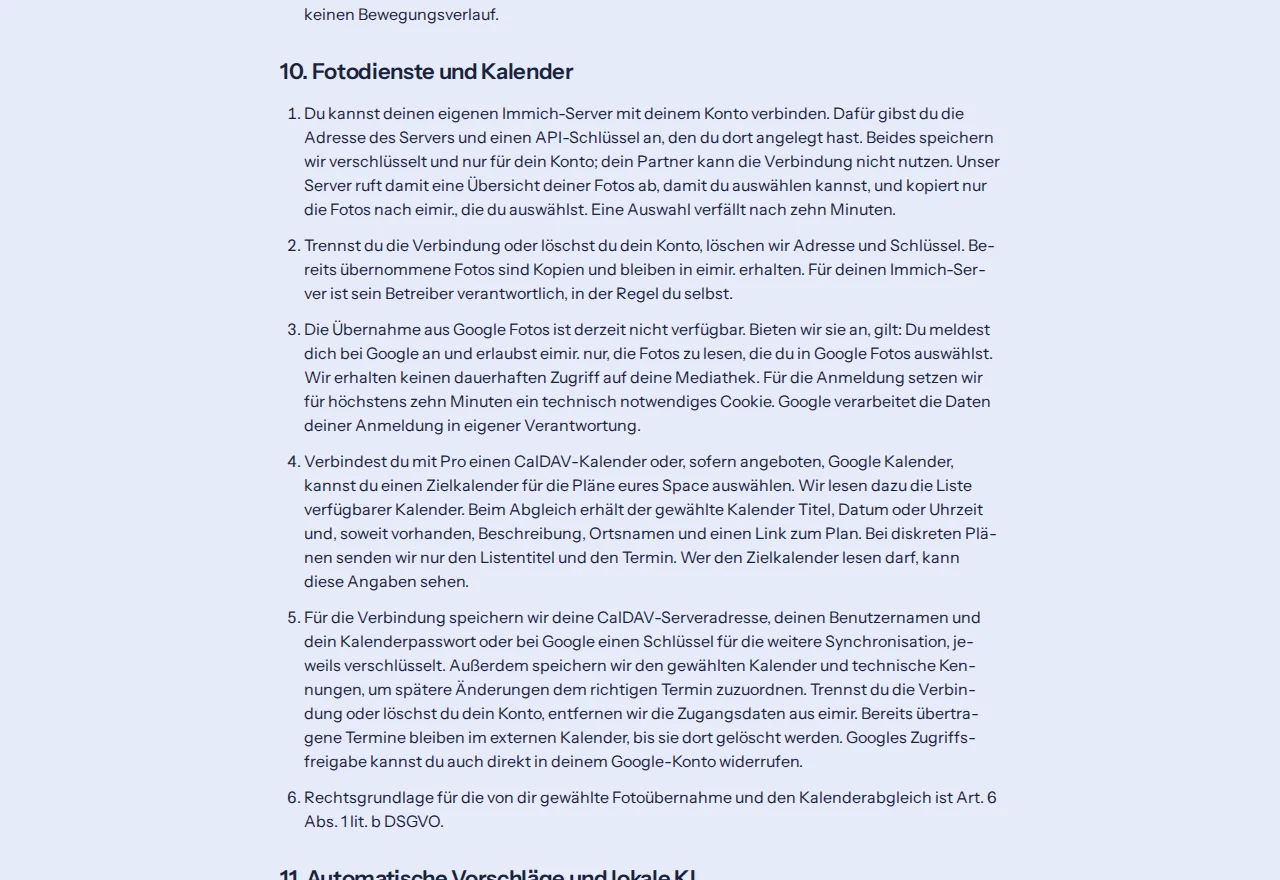 keinen Bewegungsverlauf.
10. Fotodienste und Kalender
1. Du kannst deinen eigenen Immich-Server mit deinem Konto verbinden. Dafür gibst du die
Adresse des Servers und einen API-Schlüssel an, den du dort angelegt hast. Beides speichern
wir verschlüsselt und nur für dein Konto; dein Partner kann die Verbindung nicht nutzen. Unser
Server ruft damit eine Übersicht deiner Fotos ab, damit du auswählen kannst, und kopiert nur
die Fotos nach eimir., die du auswählst. Eine Auswahl verfällt nach zehn Minuten.
2. Trennst du die Verbindung oder löschst du dein Konto, löschen wir Adresse und Schlüssel. Be-
reits übernommene Fotos sind Kopien und bleiben in eimir. erhalten. Für deinen Immich-Ser-
ver ist sein Betreiber verantwortlich, in der Regel du selbst.
3. Die Übernahme aus Google Fotos ist derzeit nicht verfügbar. Bieten wir sie an, gilt: Du meldest
dich bei Google an und erlaubst eimir. nur, die Fotos zu lesen, die du in Google Fotos auswählst.
Wir erhalten keinen dauerhaften Zugriff auf deine Mediathek. Für die Anmeldung setzen wir
für höchstens zehn Minuten ein technisch notwendiges Cookie. Google verarbeitet die Daten
deiner Anmeldung in eigener Verantwortung.
4. Verbindest du mit Pro einen CalDAV-Kalender oder, sofern angeboten, Google Kalender,
kannst du einen Zielkalender für die Pläne eures Space auswählen. Wir lesen dazu die Liste
verfügbarer Kalender. Beim Abgleich erhält der gewählte Kalender Titel, Datum oder Uhrzeit
und, soweit vorhanden, Beschreibung, Ortsnamen und einen Link zum Plan. Bei diskreten Plä-
nen senden wir nur den Listentitel und den Termin. Wer den Zielkalender lesen darf, kann
diese Angaben sehen.
5. Für die Verbindung speichern wir deine CalDAV-Serveradresse, deinen Benutzernamen und
dein Kalenderpasswort oder bei Google einen Schlüssel für die weitere Synchronisation, je-
weils verschlüsselt. Außerdem speichern wir den gewählten Kalender und technische Ken-
nungen, um spätere Änderungen dem richtigen Termin zuzuordnen. Trennst du die Verbin-
dung oder löschst du dein Konto, entfernen wir die Zugangsdaten aus eimir. Bereits übertra-
gene Termine bleiben im externen Kalender, bis sie dort gelöscht werden. Googles Zugriffs-
freigabe kannst du auch direkt in deinem Google-Konto widerrufen.
6. Rechtsgrundlage für die von dir gewählte Fotoübernahme und den Kalenderabgleich ist Art. 6
Abs. 1 lit. b DSGVO.
11. Automatische Vorschläge und lokale KI